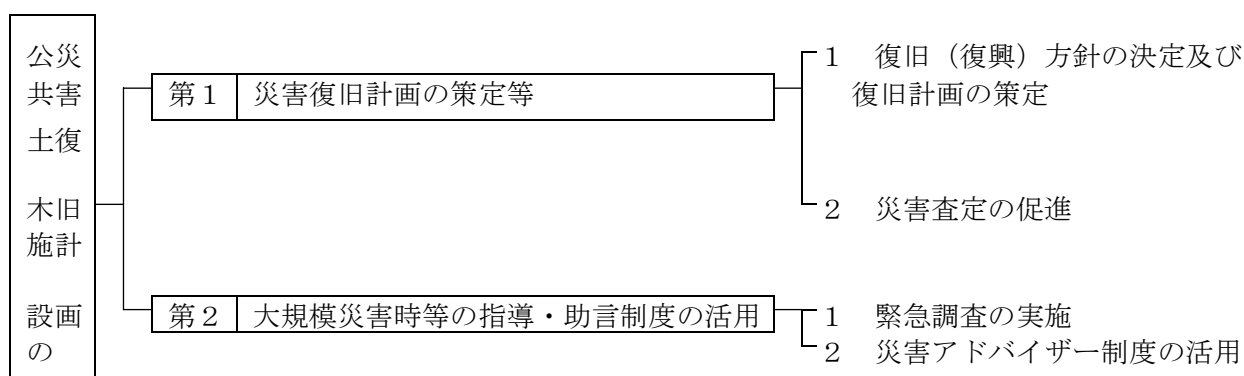 公災
共害
土復
木旧
施計
設画
の
第１ 災害復旧計画の策定等
１ 復旧（復興）方針の決定及び
復旧計画の策定
２ 災害査定の促進
第２ 大規模災害時等の指導・助言制度の活用
１ 緊急調査の実施
２ 災害アドバイザー制度の活用